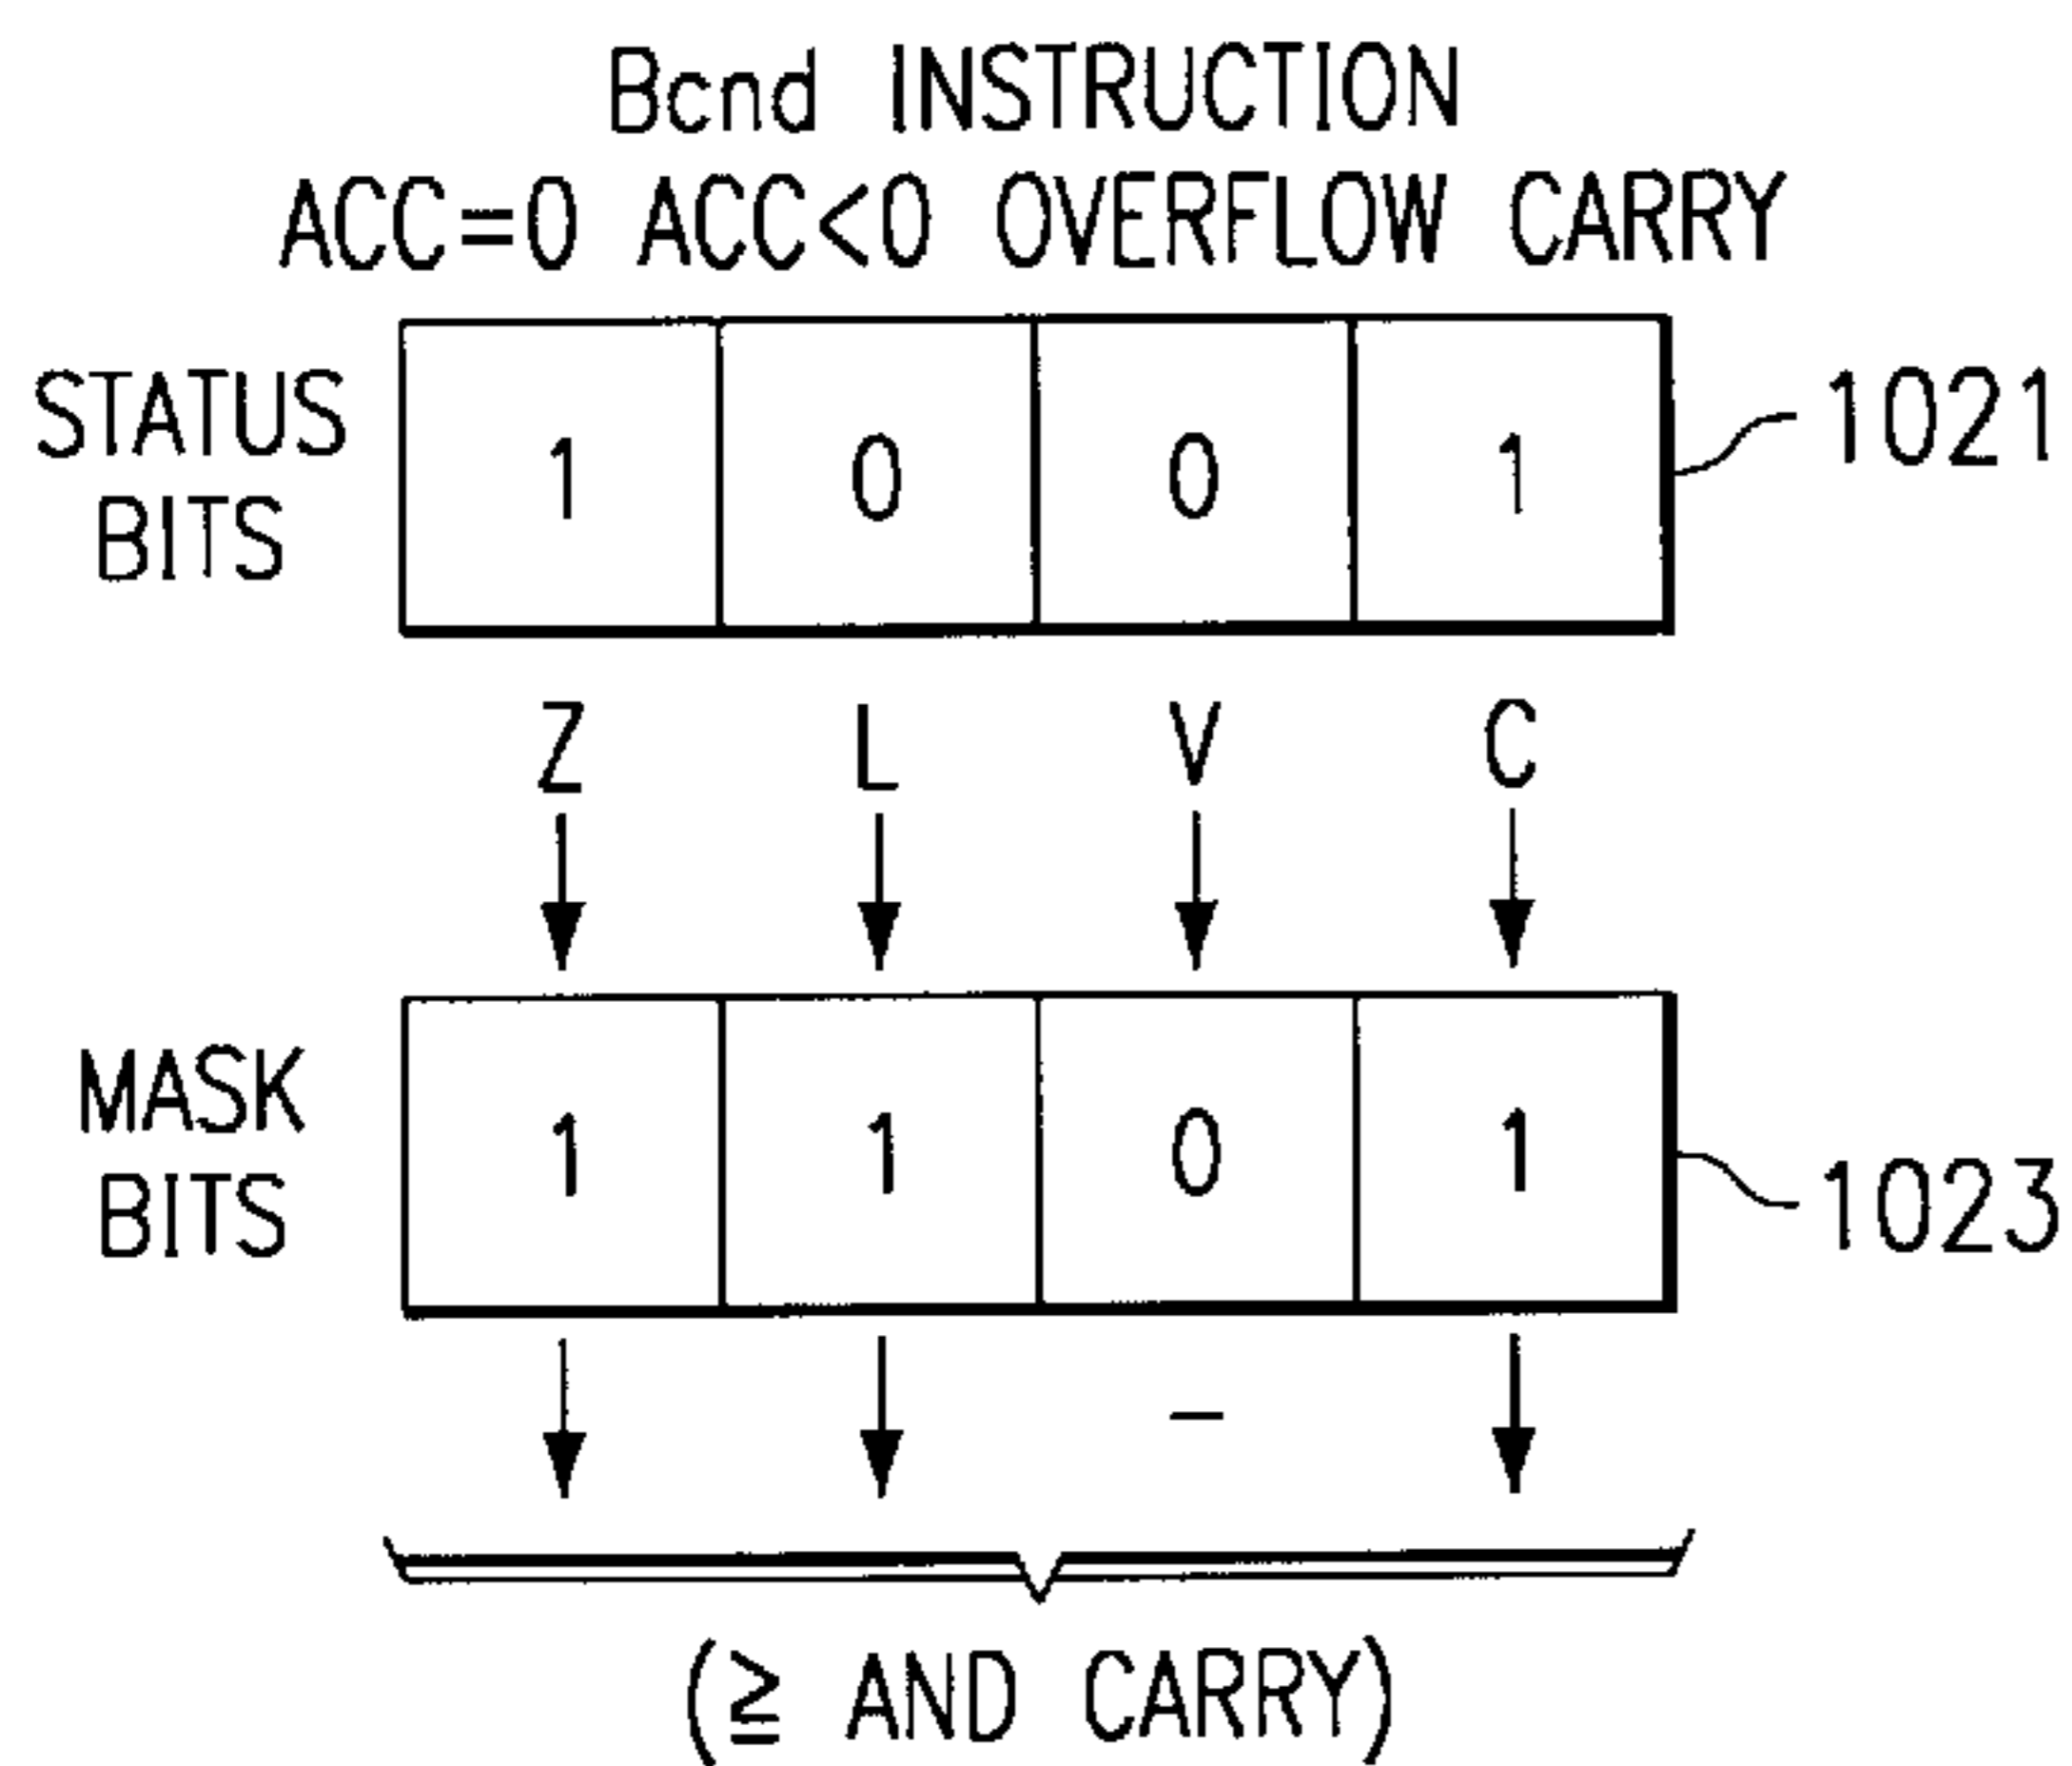 Bcnd INSTRUCTION
ACC=0 ACC<0 OVERFLOW CARRY
STATUS BITS
1 0 0 1
1021
Z L V C
MASK BITS
1 1 0 1
1023
–
(≧ AND CARRY)